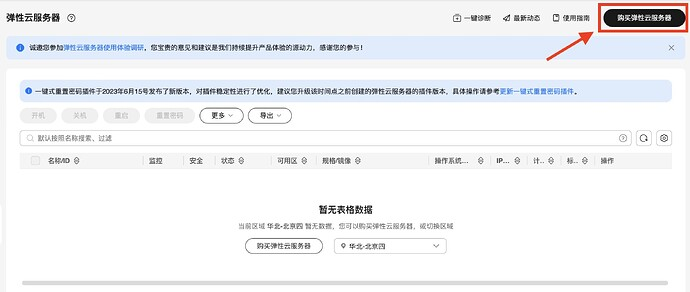 弹性云服务器 一键诊断 最新动态 使用指南 购买弹性云服务器
诚邀您参加弹性云服务器使用体验调研，您宝贵的意见和建议是我们持续提升产品体验的源动力，感谢您的参与！
一键式重置密码插件于2023年6月15号发布了新版本，对插件稳定性进行了优化，建议您升级该时间点之前创建的弹性云服务器的插件版本，具体操作请参考更新一键式重置密码插件。
开机 关机 重启 重置密码 更多 导出
默认按照名称搜索、过滤
名称/ID 监控 安全 状态 可用区 规格/镜像 操作系统... IP... 计... 标... 操作
暂无表格数据
当前区域 华北-北京四 暂无数据，您可以购买弹性云服务器，或切换区域
购买弹性云服务器 华北-北京四